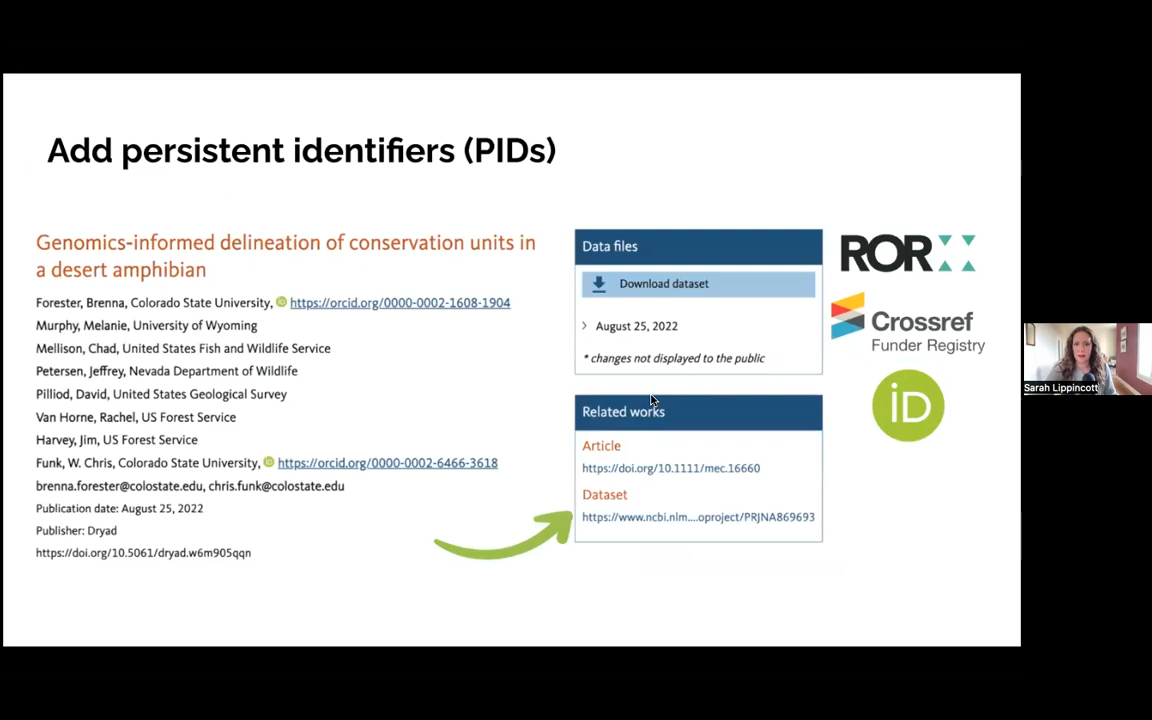 Add persistent identifiers (PIDs)
Genomics-informed delineation of conservation units in
a desert amphibian
Forester, Brenna, Colorado State University, iD https://orcid.org/0000-0002-1608-1904
Murphy, Melanie, University of Wyoming
Mellison, Chad, United States Fish and Wildlife Service
Petersen, Jeffrey, Nevada Department of Wildlife
Pilliod, David, United States Geological Survey
Van Horne, Rachel, US Forest Service
Harvey, Jim, US Forest Service
Funk, W. Chris, Colorado State University, iD https://orcid.org/0000-0002-6466-3618
brenna.forester@colostate.edu, chris.funk@colostate.edu
Publication date: August 25, 2022
Publisher: Dryad
https://doi.org/10.5061/dryad.w6m905qqn
Data files
Download dataset
August 25, 2022
* changes not displayed to the public
Related works
Article
https://doi.org/10.1111/mec.16660
Dataset
https://www.ncbi.nlm....oproject/PRJNA869693
ROR
Crossref
Funder Registry
iD
Sarah Lippincott